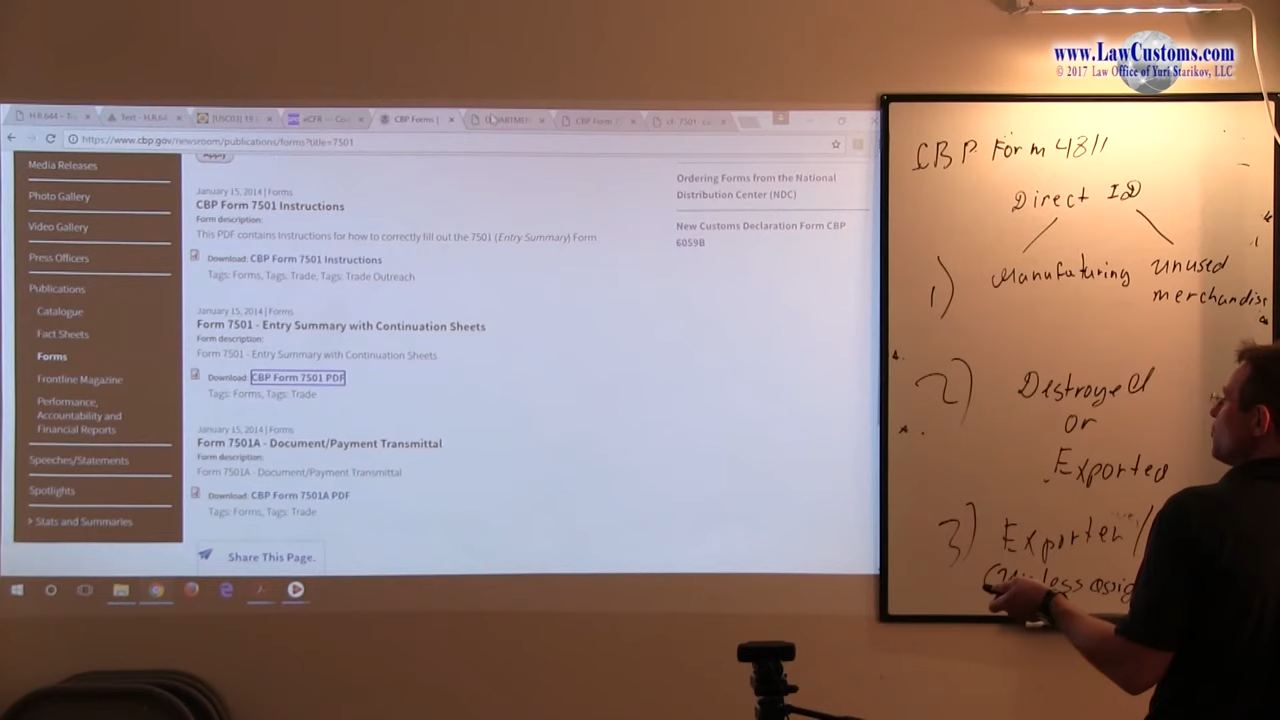 www.LawCustoms.com
© 2017 Law Office of Yuri Starikov, LLC
CBP Forms
https://www.cbp.gov/newsroom/publications/forms?title=7501
Media Releases
Photo Gallery
Video Gallery
Press Officers
Publications
Catalogue
Fact Sheets
Forms
Frontline Magazine
Performance,
Accountability and
Financial Reports
Speeches/Statements
Spotlights
Stats and Summaries
Apply
January 15, 2014 | Forms
CBP Form 7501 Instructions
Form description:
This PDF contains Instructions for how to correctly fill out the 7501 (Entry Summary) Form
Download: CBP Form 7501 Instructions
Tags: Forms, Tags: Trade, Tags: Trade Outreach
January 15, 2014 | Forms
Form 7501 - Entry Summary with Continuation Sheets
Form description:
Form 7501 - Entry Summary with Continuation Sheets
Download: CBP Form 7501 PDF
Tags: Forms, Tags: Trade
January 15, 2014 | Forms
Form 7501A - Document/Payment Transmittal
Form description:
Form 7501A - Document/Payment Transmittal
Download: CBP Form 7501A PDF
Tags: Forms, Tags: Trade
Share This Page.
Ordering Forms from the National
Distribution Center (NDC)
New Customs Declaration Form CBP
6059B
CBP Form 4811
Direct ID
1) Manufaturing unused
merchandise
2) Destroyed
or
Exported
3) Exporter/